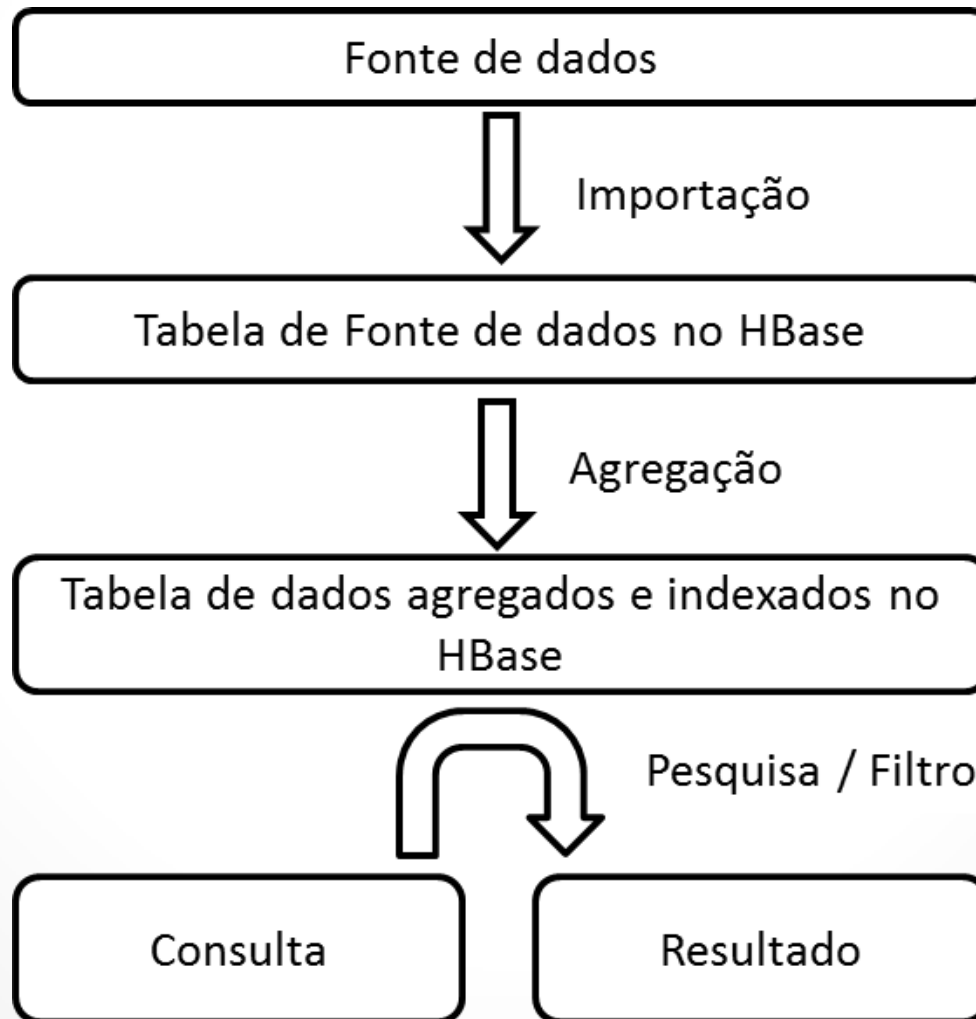 Fonte de dados
Importação
Tabela de Fonte de dados no HBase
Agregação
Tabela de dados agregados e indexados no
HBase
Pesquisa / Filtro
Consulta
Resultado